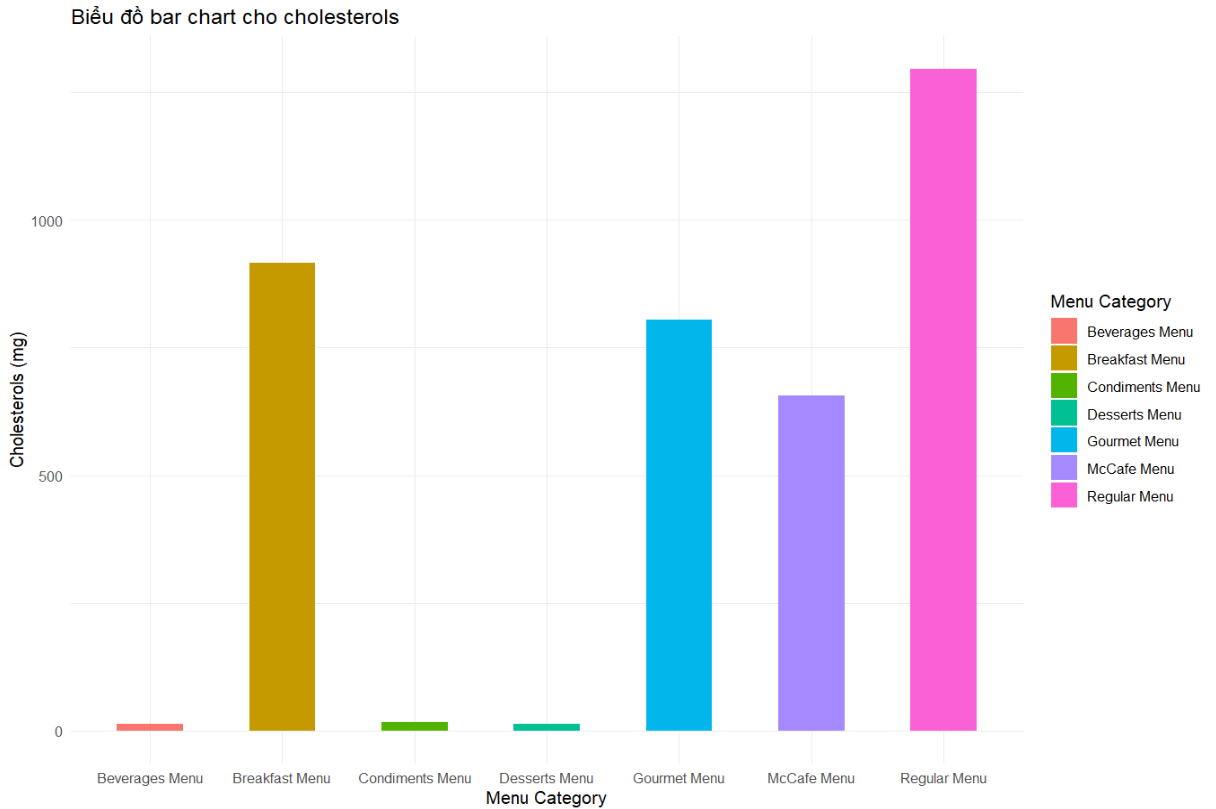 Biểu đồ bar chart cho cholesterols
Cholesterols (mg)
1000
500
0
Beverages Menu
Breakfast Menu
Condiments Menu
Desserts Menu
Gourmet Menu
McCafe Menu
Regular Menu
Menu Category
Menu Category
Beverages Menu
Breakfast Menu
Condiments Menu
Desserts Menu
Gourmet Menu
McCafe Menu
Regular Menu